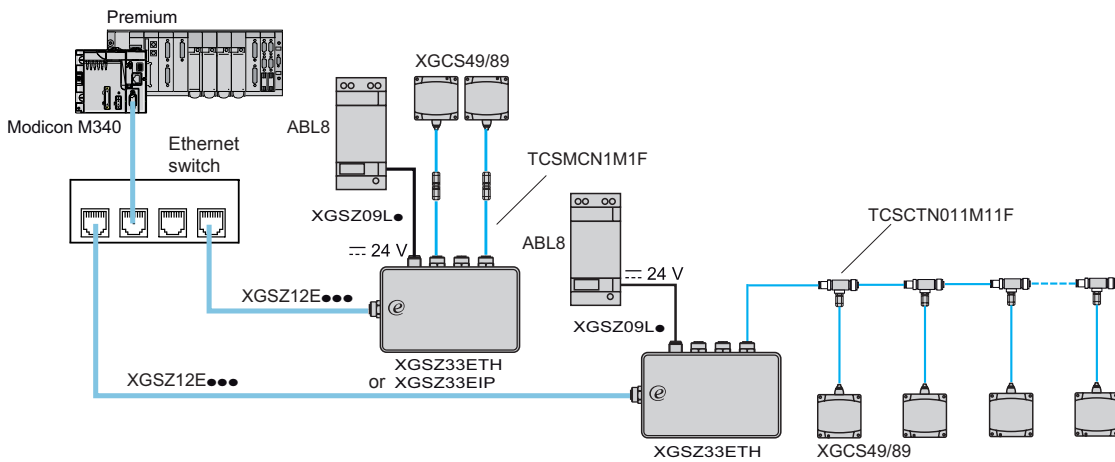 Premium
Modicon M340
Ethernet
switch
ABL8
XGCS49/89
TCSMCN1M1F
XGSZ09L●
24 V
XGSZ12E●●●
e
XGSZ33ETH
or XGSZ33EIP
ABL8
24 V
XGSZ09L●
TCSCTN011M11F
XGSZ12E●●●
e
XGSZ33ETH
XGCS49/89